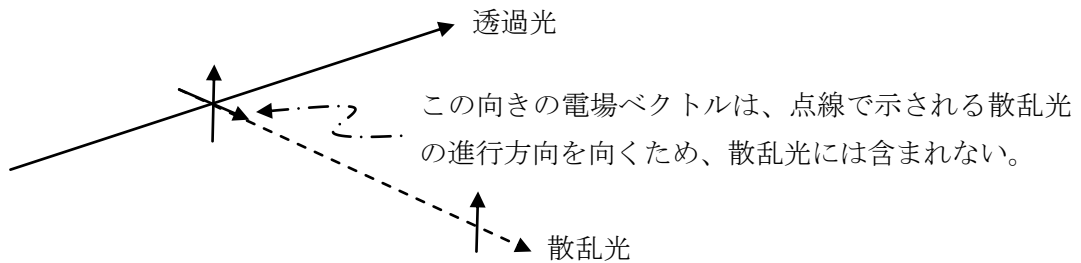 透過光
この向きの電場ベクトルは、点線で示される散乱光
の進行方向を向くため、散乱光には含まれない。
散乱光